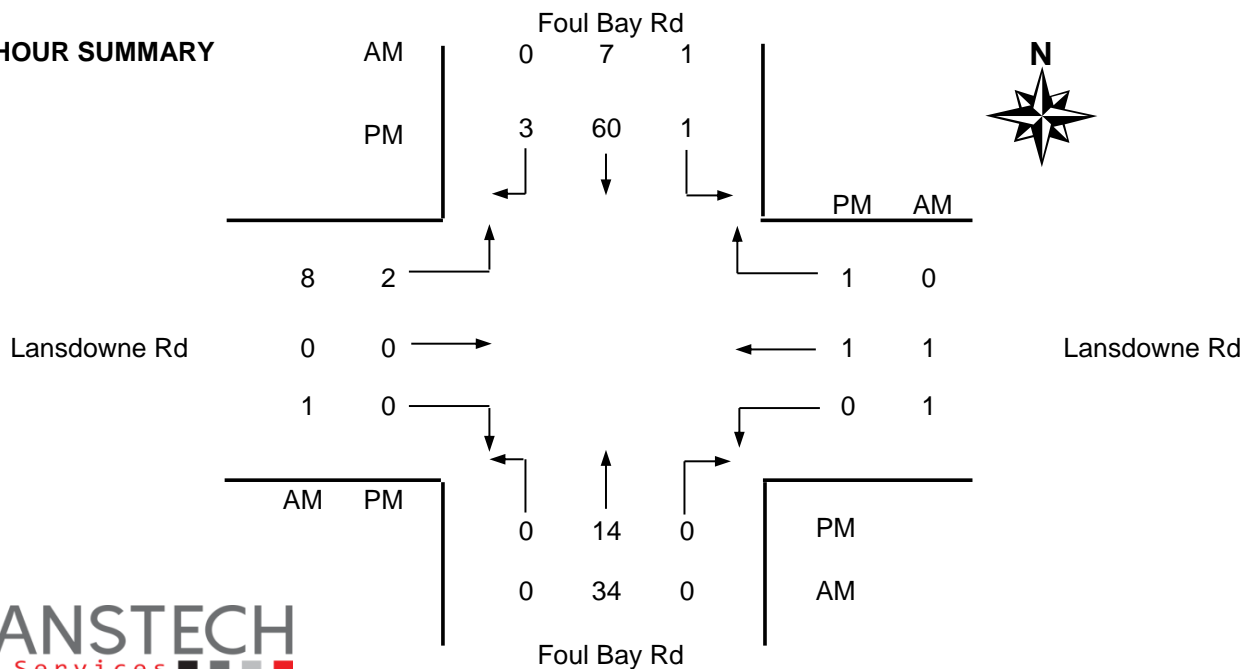 Foul Bay Rd
HOUR SUMMARY AM 0 7 1
N
PM 3 60 1
PM AM
8 2 1 0
Lansdowne Rd 0 0 1 1 Lansdowne Rd
1 0 0 1
AM PM
0 14 0 PM
0 34 0 AM
ANSTECH
Services
Foul Bay Rd